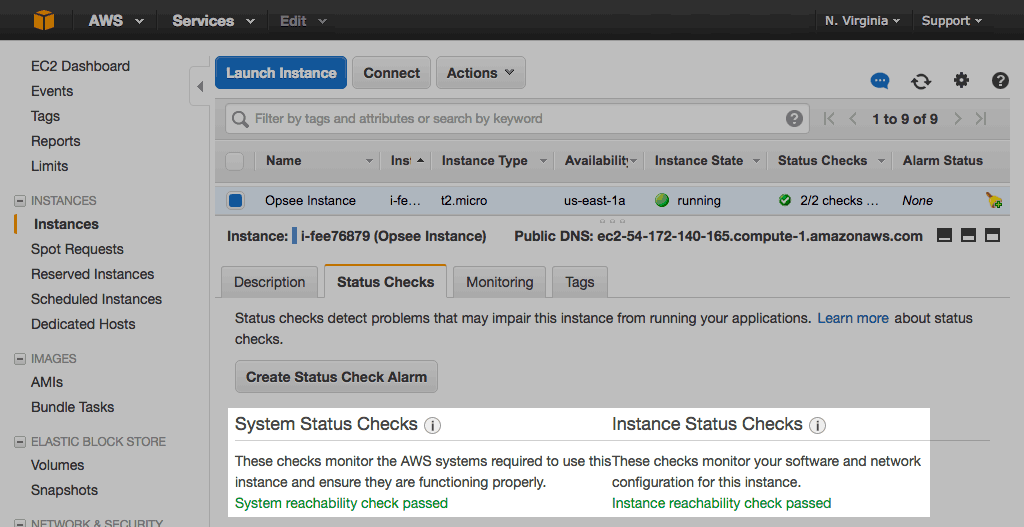 AWS Services Edit N. Virginia Support
EC2 Dashboard
Events
Tags
Reports
Limits
INSTANCES
Instances
Spot Requests
Reserved Instances
Scheduled Instances
Dedicated Hosts
IMAGES
AMIs
Bundle Tasks
ELASTIC BLOCK STORE
Volumes
Snapshots
NETWORK & SECURITY
Launch Instance Connect Actions
Filter by tags and attributes or search by keyword
1 to 9 of 9
Name Inst Instance Type Availability Instance State Status Checks Alarm Status
Opsee Instance i-fe... t2.micro us-east-1a running 2/2 checks ... None
Instance: i-fee76879 (Opsee Instance) Public DNS: ec2-54-172-140-165.compute-1.amazonaws.com
Description Status Checks Monitoring Tags
Status checks detect problems that may impair this instance from running your applications. Learn more about status
checks.
Create Status Check Alarm
System Status Checks
These checks monitor the AWS systems required to use this
instance and ensure they are functioning properly.
System reachability check passed
Instance Status Checks
These checks monitor your software and network
configuration for this instance.
Instance reachability check passed